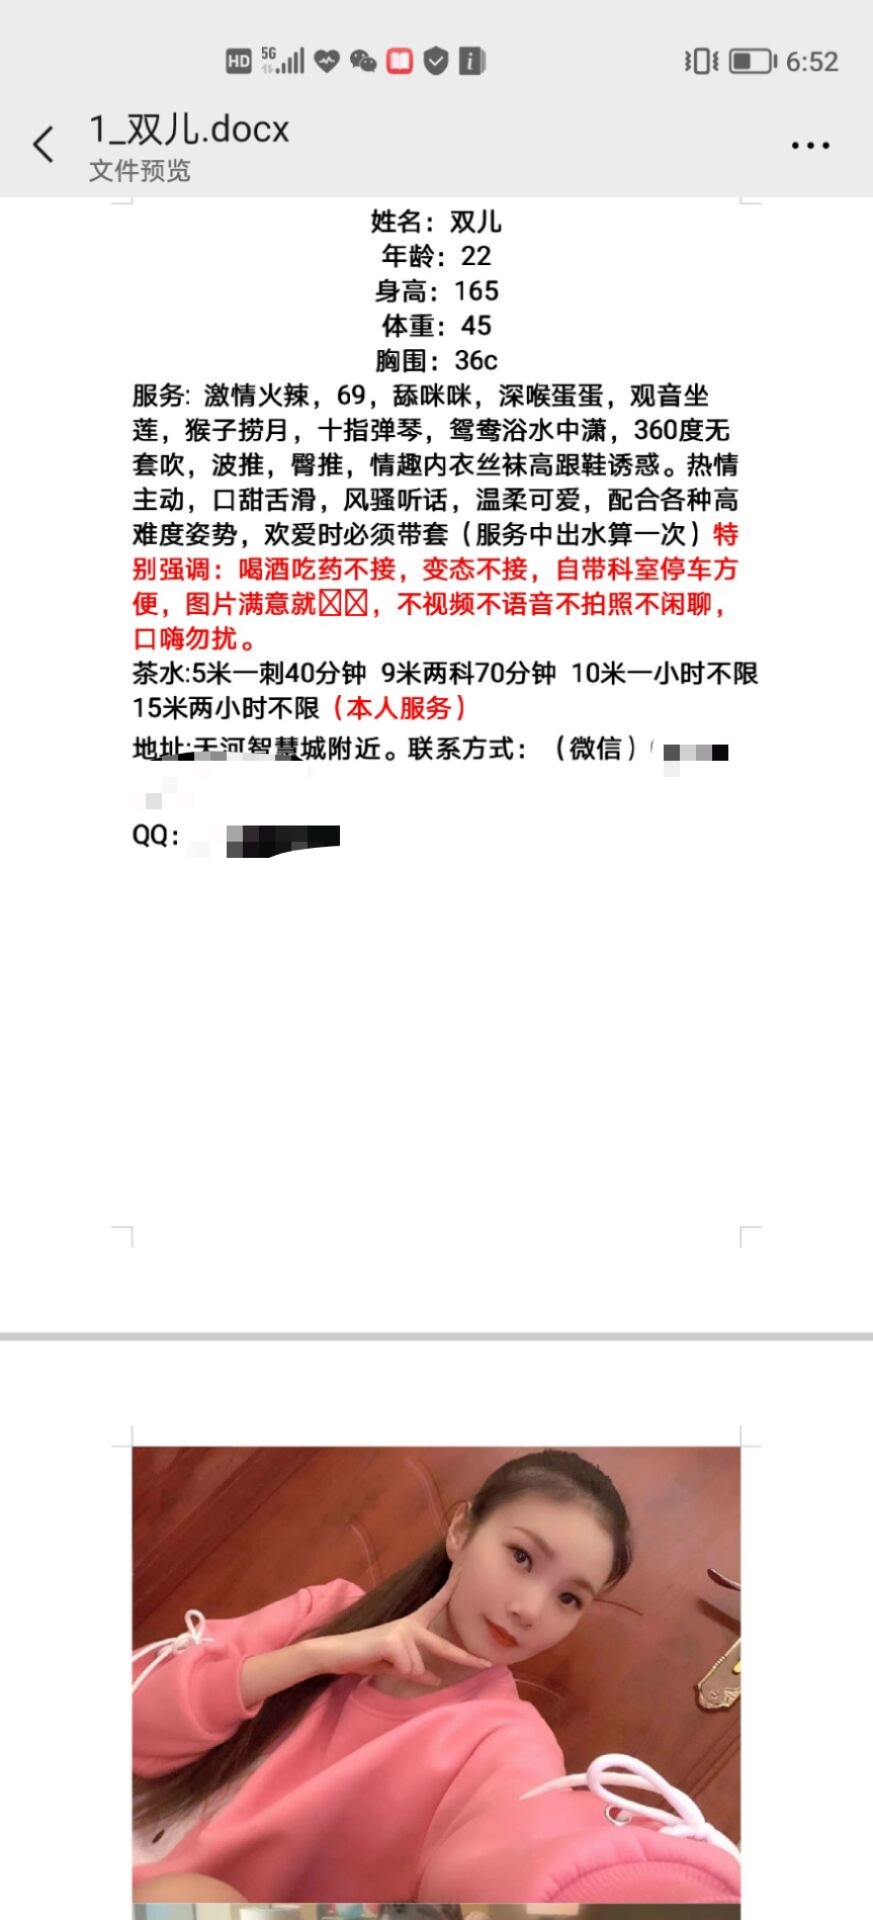 HD 5G 6:52
1_双儿.docx
文件预览
姓名：双儿
年龄：22
身高：165
体重：45
胸围：36c
服务: 激情火辣，69，舔咪咪，深喉蛋蛋，观音坐
莲，猴子捞月，十指弹琴，鸳鸯浴水中潇，360度无
套吹，波推，臀推，情趣内衣丝袜高跟鞋诱惑。热情
主动，口甜舌滑，风骚听话，温柔可爱，配合各种高
难度姿势，欢爱时必须带套（服务中出水算一次）特
别强调：喝酒吃药不接，变态不接，自带科室停车方
便，图片满意就，不视频不语音不拍照不闲聊，
口嗨勿扰。
茶水:5米一刺40分钟 9米两科70分钟 10米一小时不限
15米两小时不限（本人服务）
地址:天河智慧城附近。联系方式：（微信）
QQ：